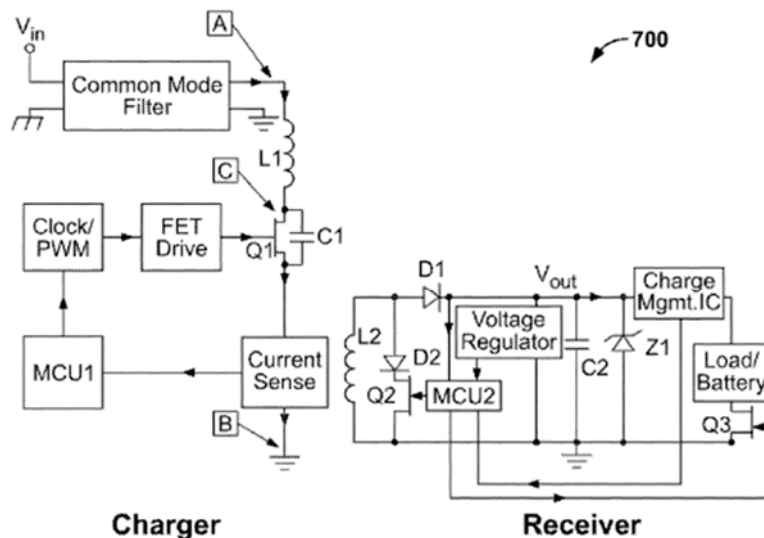 Vin
A
700
Common Mode
Filter
L1
C
Clock/
PWM
FET
Drive
Q1
C1
D1
Vout
Charge
Mgmt.IC
L2
D2
Voltage
Regulator
C2
Z1
MCU1
Current
Sense
Q2
MCU2
Load/
Battery
Q3
B
Charger
Receiver